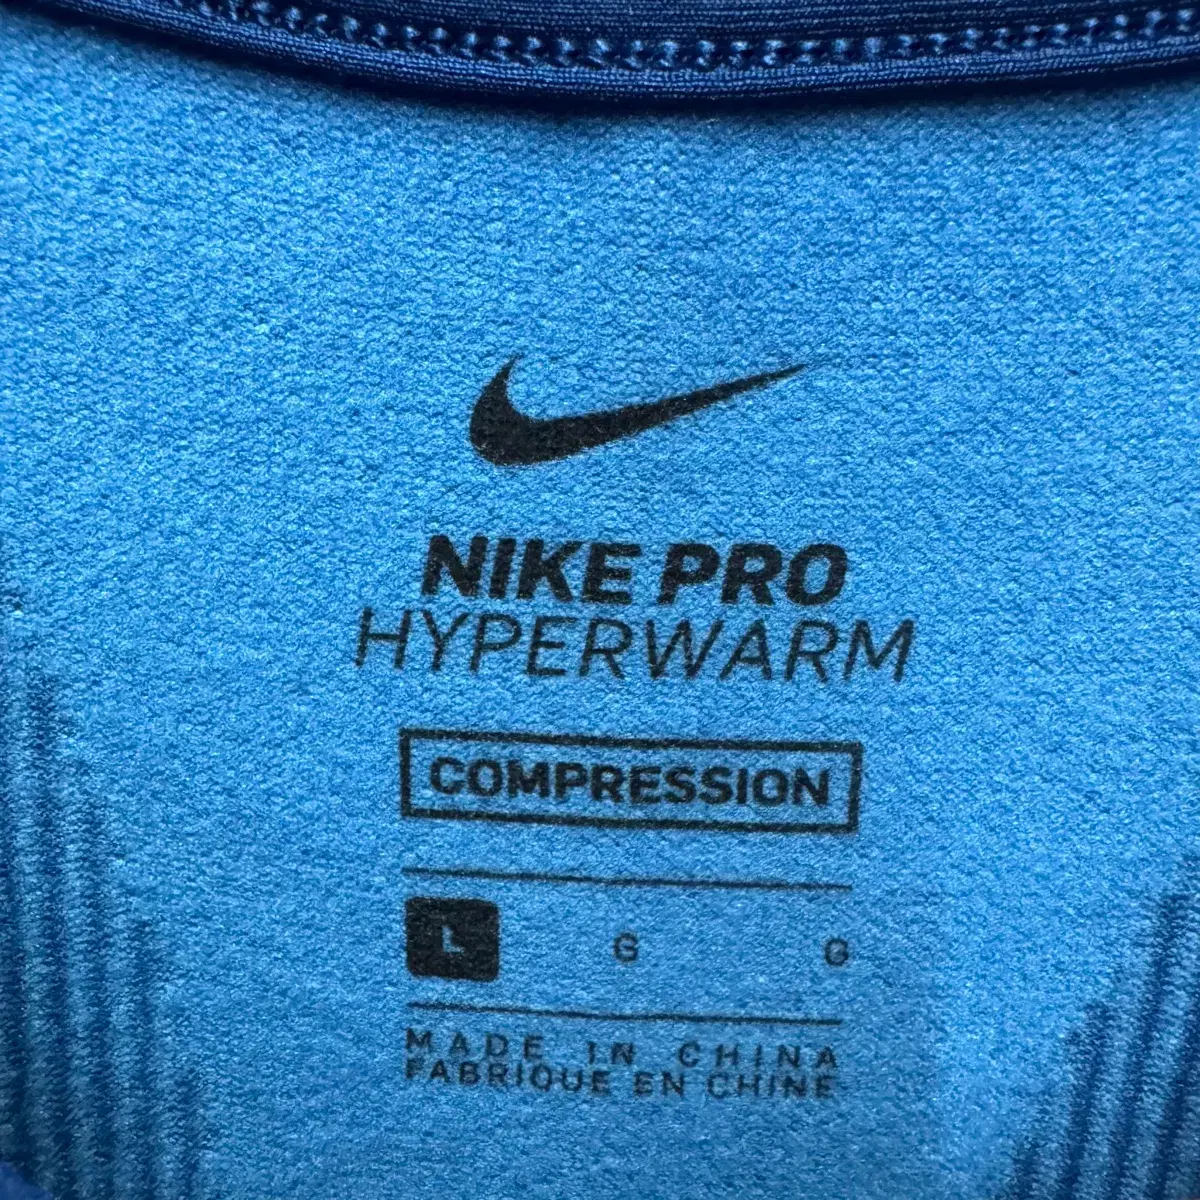 NIKE PRO
HYPERWARM
COMPRESSION
L G G
MADE IN CHINA
FABRIQUE EN CHINE